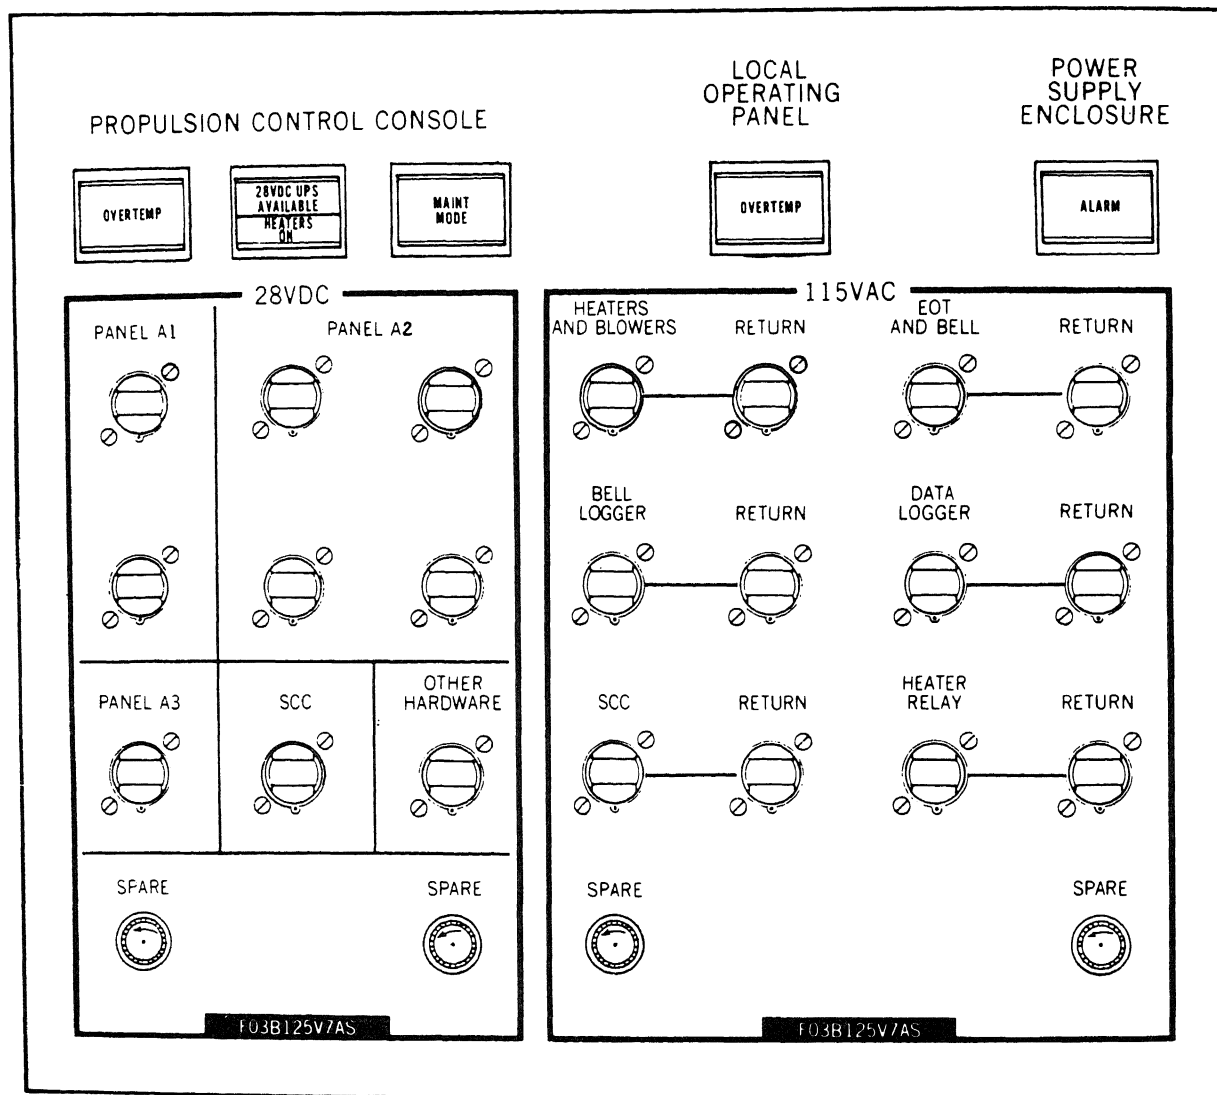 PROPULSION CONTROL CONSOLE
LOCAL
OPERATING
PANEL
POWER
SUPPLY
ENCLOSURE
OVERTEMP
28VDC UPS
AVAILABLE
HEATERS
ON
MAINT
MODE
OVERTEMP
ALARM
28VDC
PANEL A1
PANEL A2
PANEL A3
SCC
OTHER
HARDWARE
SPARE
SPARE
F03B125V7AS
115VAC
HEATERS
AND BLOWERS
RETURN
EOT
AND BELL
RETURN
BELL
LOGGER
RETURN
DATA
LOGGER
RETURN
SCC
RETURN
HEATER
RELAY
RETURN
SPARE
SPARE
F03B125V7AS